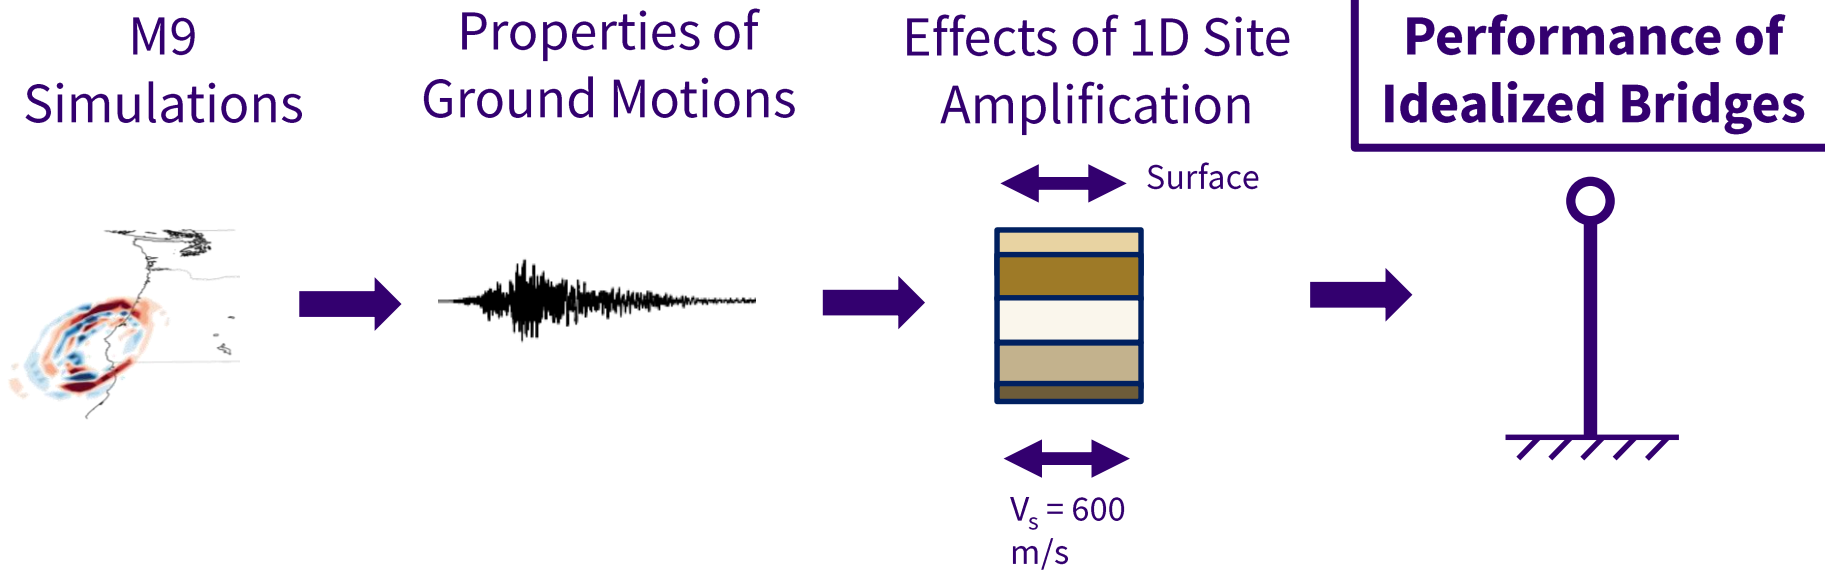 M9
Simulations
Properties of
Ground Motions
Effects of 1D Site
Amplification
Performance of
Idealized Bridges
Surface
Vₛ = 600
m/s